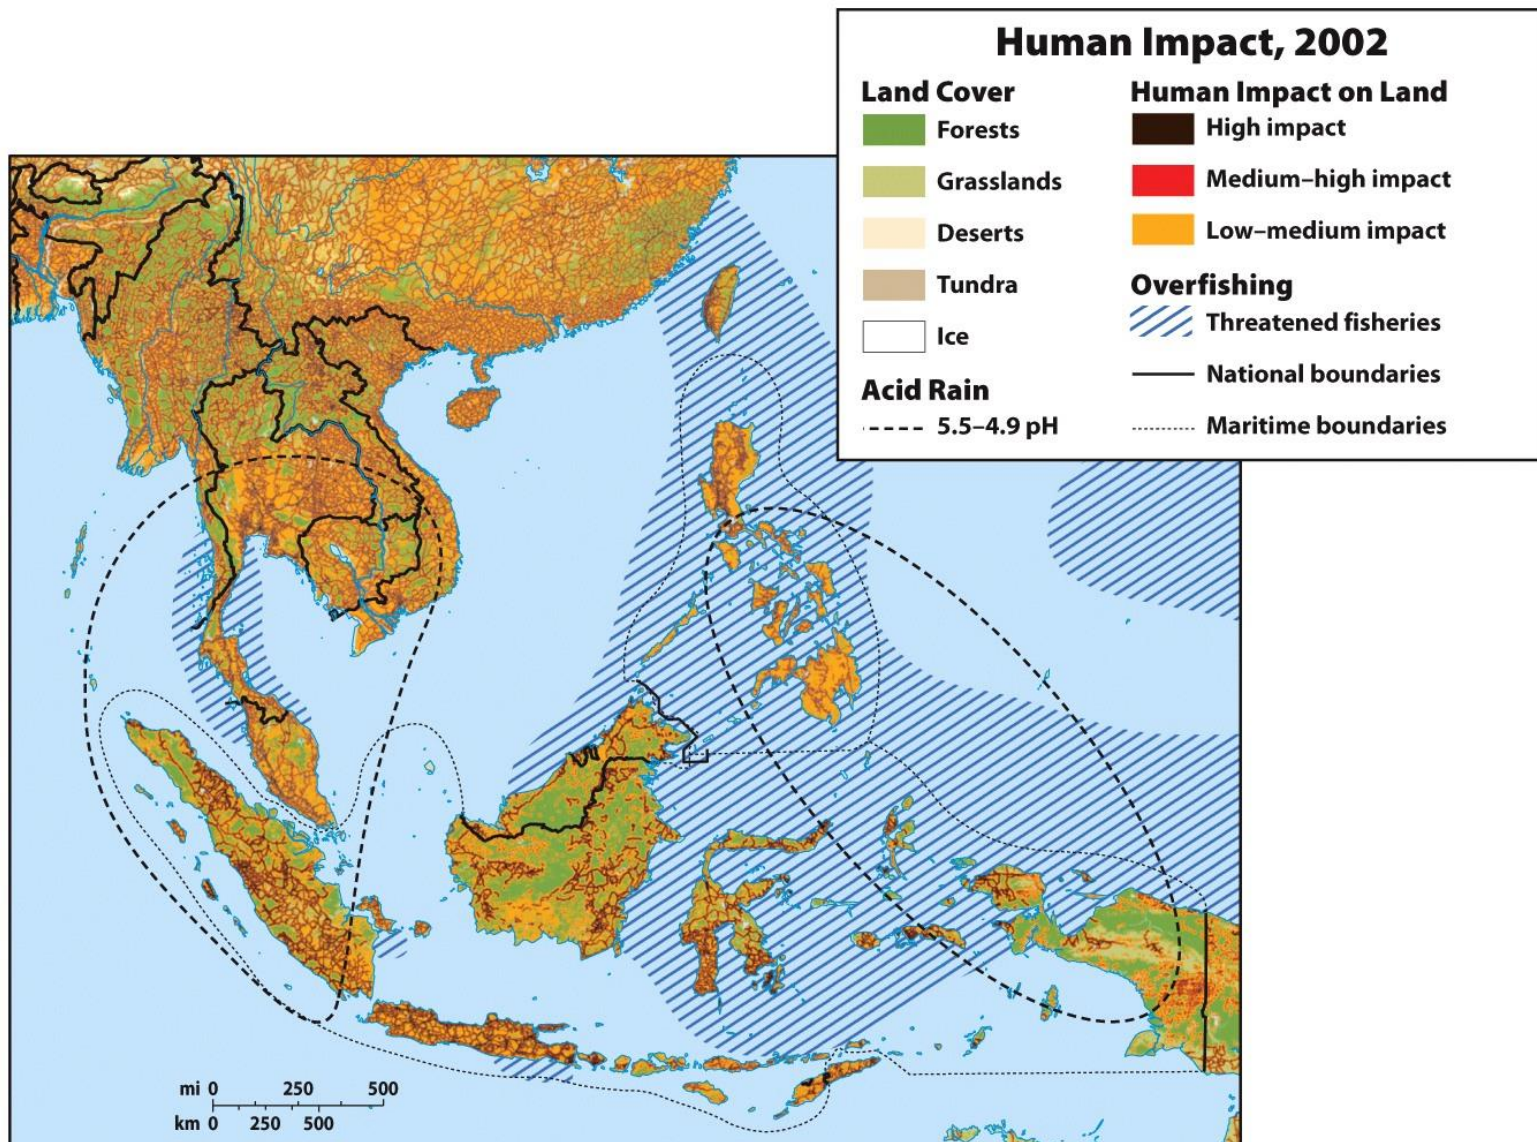 Human Impact, 2002
Land Cover
Forests
Grasslands
Deserts
Tundra
Ice
Acid Rain
5.5–4.9 pH
Human Impact on Land
High impact
Medium–high impact
Low–medium impact
Overfishing
Threatened fisheries
National boundaries
Maritime boundaries
mi 0 250 500
km 0 250 500